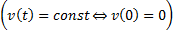 (v(t) = const ⇔ v(0) = 0)